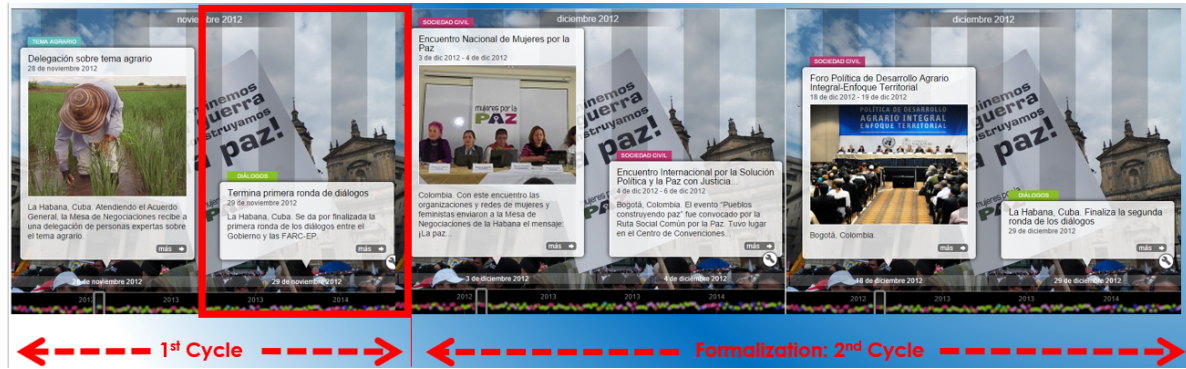 noviembre 2012
TEMA AGRARIO
Delegación sobre tema agrario
28 de noviembre 2012
La Habana, Cuba. Atendiendo el Acuerdo
General, la Mesa de Negociaciones recibe a
una delegación de personas expertas sobre
el tema agrario.
más
DIÁLOGOS
Termina primera ronda de diálogos
29 de noviembre 2012
La Habana, Cuba. Se da por finalizada la
primera ronda de los diálogos entre el
Gobierno y las FARC-EP.
más
29 de noviembre 2012
2012 2013 2014
diciembre 2012
SOCIEDAD CIVIL
Encuentro Nacional de Mujeres por la
Paz
3 de dic 2012 - 4 de dic 2012
mujeres por la
PAZ
Colombia. Con este encuentro las
organizaciones y redes de mujeres y
feministas enviaron a la Mesa de
Negociaciones de la Habana el mensaje:
¡La paz...
más
SOCIEDAD CIVIL
Encuentro Internacional por la Solución
Política y la Paz con Justicia...
4 de dic 2012 - 6 de dic 2012
Bogotá, Colombia. El evento "Pueblos
construyendo paz" fue convocado por la
Ruta Social Común por la Paz. Tuvo lugar
en el Centro de Convenciones...
más
3 de diciembre 2012
4 de diciembre 2012
2012 2013 2014
diciembre 2012
SOCIEDAD CIVIL
Foro Política de Desarrollo Agrario
Integral-Enfoque Territorial
18 de dic 2012 - 19 de dic 2012
POLÍTICA DE DESARROLLO
AGRARIO INTEGRAL
ENFOQUE TERRITORIAL
Bogotá, Colombia.
más
DIÁLOGOS
La Habana, Cuba. Finaliza la segunda
ronda de los diálogos
29 de diciembre 2012
más
18 de diciembre 2012
29 de diciembre 2012
2012 2013 2014
1st Cycle
Formalization: 2nd Cycle